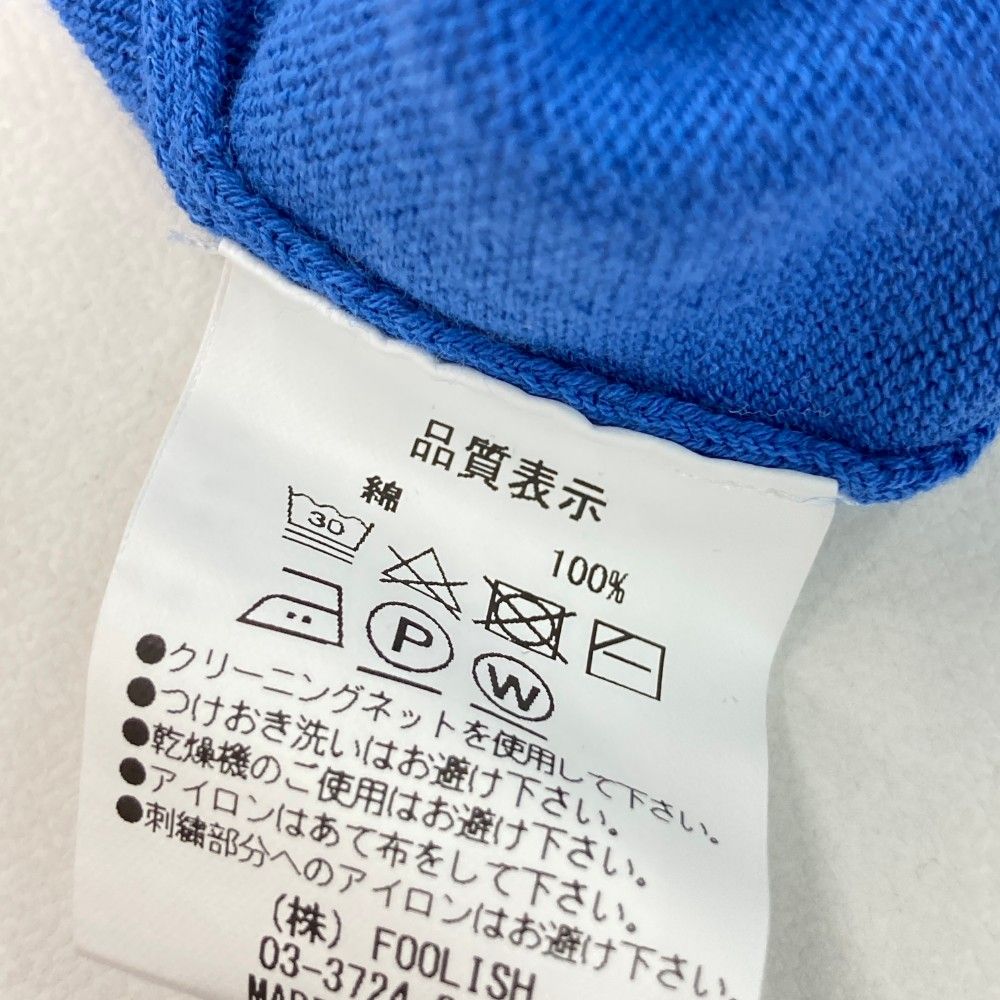 品質表示
綿 100%
30
P W
●クリーニングネットを使用して下さい。
●つけおき洗いはお避け下さい。
●乾燥機のご使用はお避け下さい。
●アイロンはあて布をして下さい。
●刺繍部分へのアイロンはお避け下さい。
(株) FOOLISH
03-3724